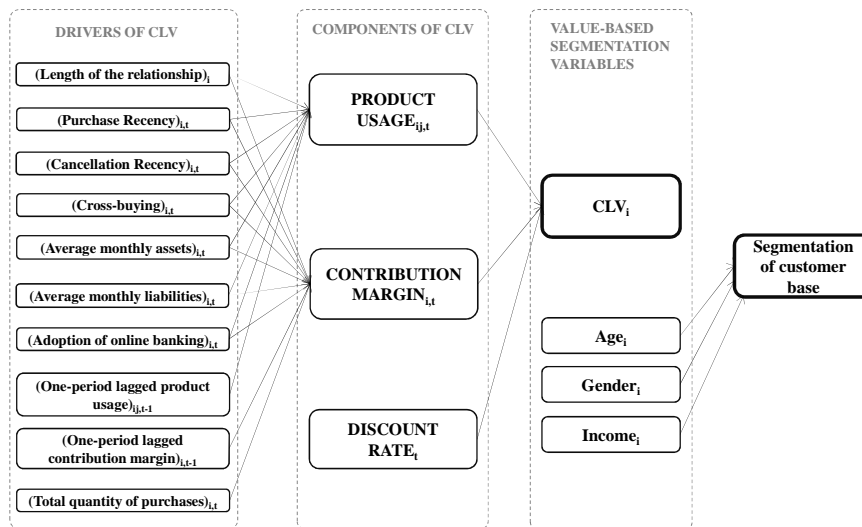 DRIVERS OF CLV
(Length of the relationship)i
(Purchase Recency)i,t
(Cancellation Recency)i,t
(Cross-buying)i,t
(Average monthly assets)i,t
(Average monthly liabilities)i,t
(Adoption of online banking)i,t
(One-period lagged product
usage)ij,t-1
(One-period lagged
contribution margin)i,t-1
(Total quantity of purchases)i,t
COMPONENTS OF CLV
PRODUCT
USAGEij,t
CONTRIBUTION
MARGINi,t
DISCOUNT
RATEt
VALUE-BASED
SEGMENTATION
VARIABLES
CLVi
Agei
Genderi
Incomei
Segmentation
of customer
base